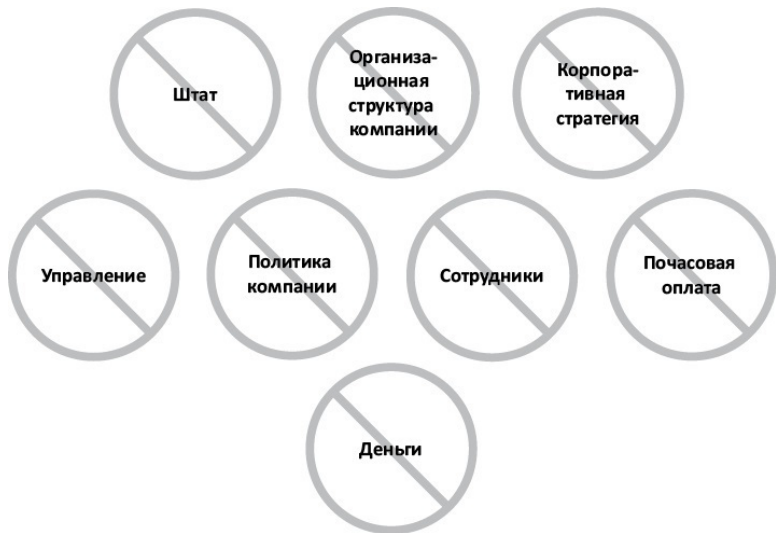 Штат
Организа-
ционная
структура
компании
Корпора-
тивная
стратегия
Управление
Политика
компании
Сотрудники
Почасовая
оплата
Деньги